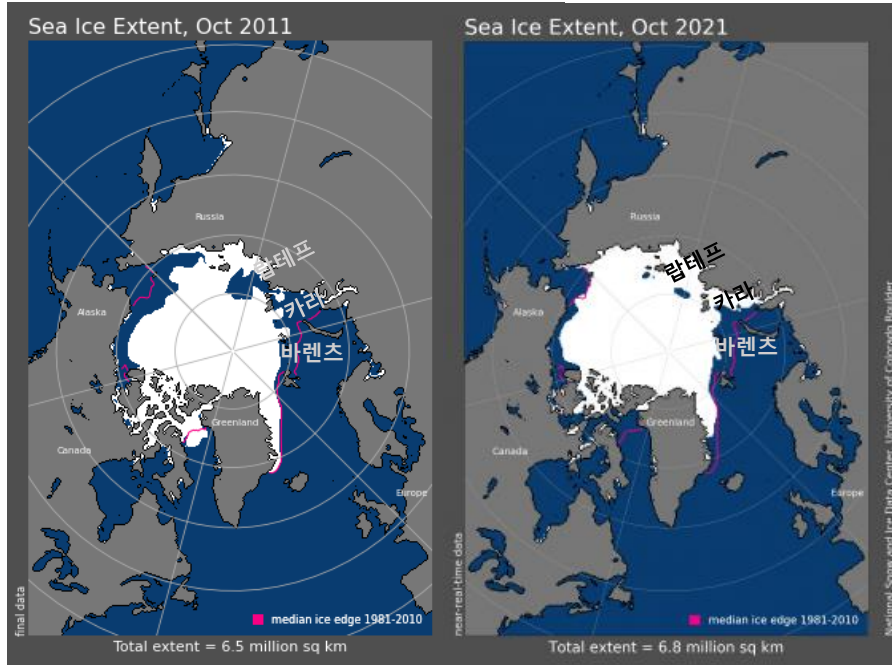 Sea Ice Extent, Oct 2011
Russia
랍테프
카라
Alaska
바렌츠
Greenland
Canada
Europe
final data
median ice edge 1981-2010
Total extent = 6.5 million sq km
Sea Ice Extent, Oct 2021
Russia
랍테프
카라
Alaska
바렌츠
Greenland
Canada
Europe
near-real-time data
median ice edge 1981-2010
Total extent = 6.8 million sq km
National Snow and Ice Data Center, University of Colorado Boulder